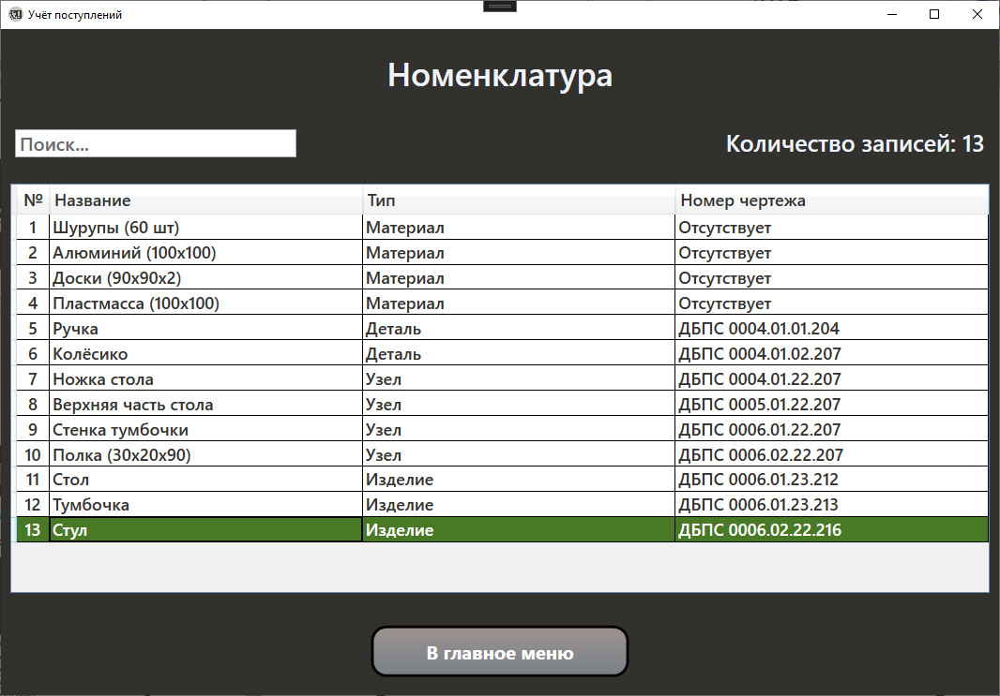 Учёт поступлений
Номенклатура
Поиск...
Количество записей: 13
№ Название Тип Номер чертежа
1 Шурупы (60 шт) Материал Отсутствует
2 Алюминий (100х100) Материал Отсутствует
3 Доски (90х90х2) Материал Отсутствует
4 Пластмасса (100х100) Материал Отсутствует
5 Ручка Деталь ДБПС 0004.01.01.204
6 Колёсико Деталь ДБПС 0004.01.02.207
7 Ножка стола Узел ДБПС 0004.01.22.207
8 Верхняя часть стола Узел ДБПС 0005.01.22.207
9 Стенка тумбочки Узел ДБПС 0006.01.22.207
10 Полка (30х20х90) Узел ДБПС 0006.02.22.207
11 Стол Изделие ДБПС 0006.01.23.212
12 Тумбочка Изделие ДБПС 0006.01.23.213
13 Стул Изделие ДБПС 0006.02.22.216
В главное меню